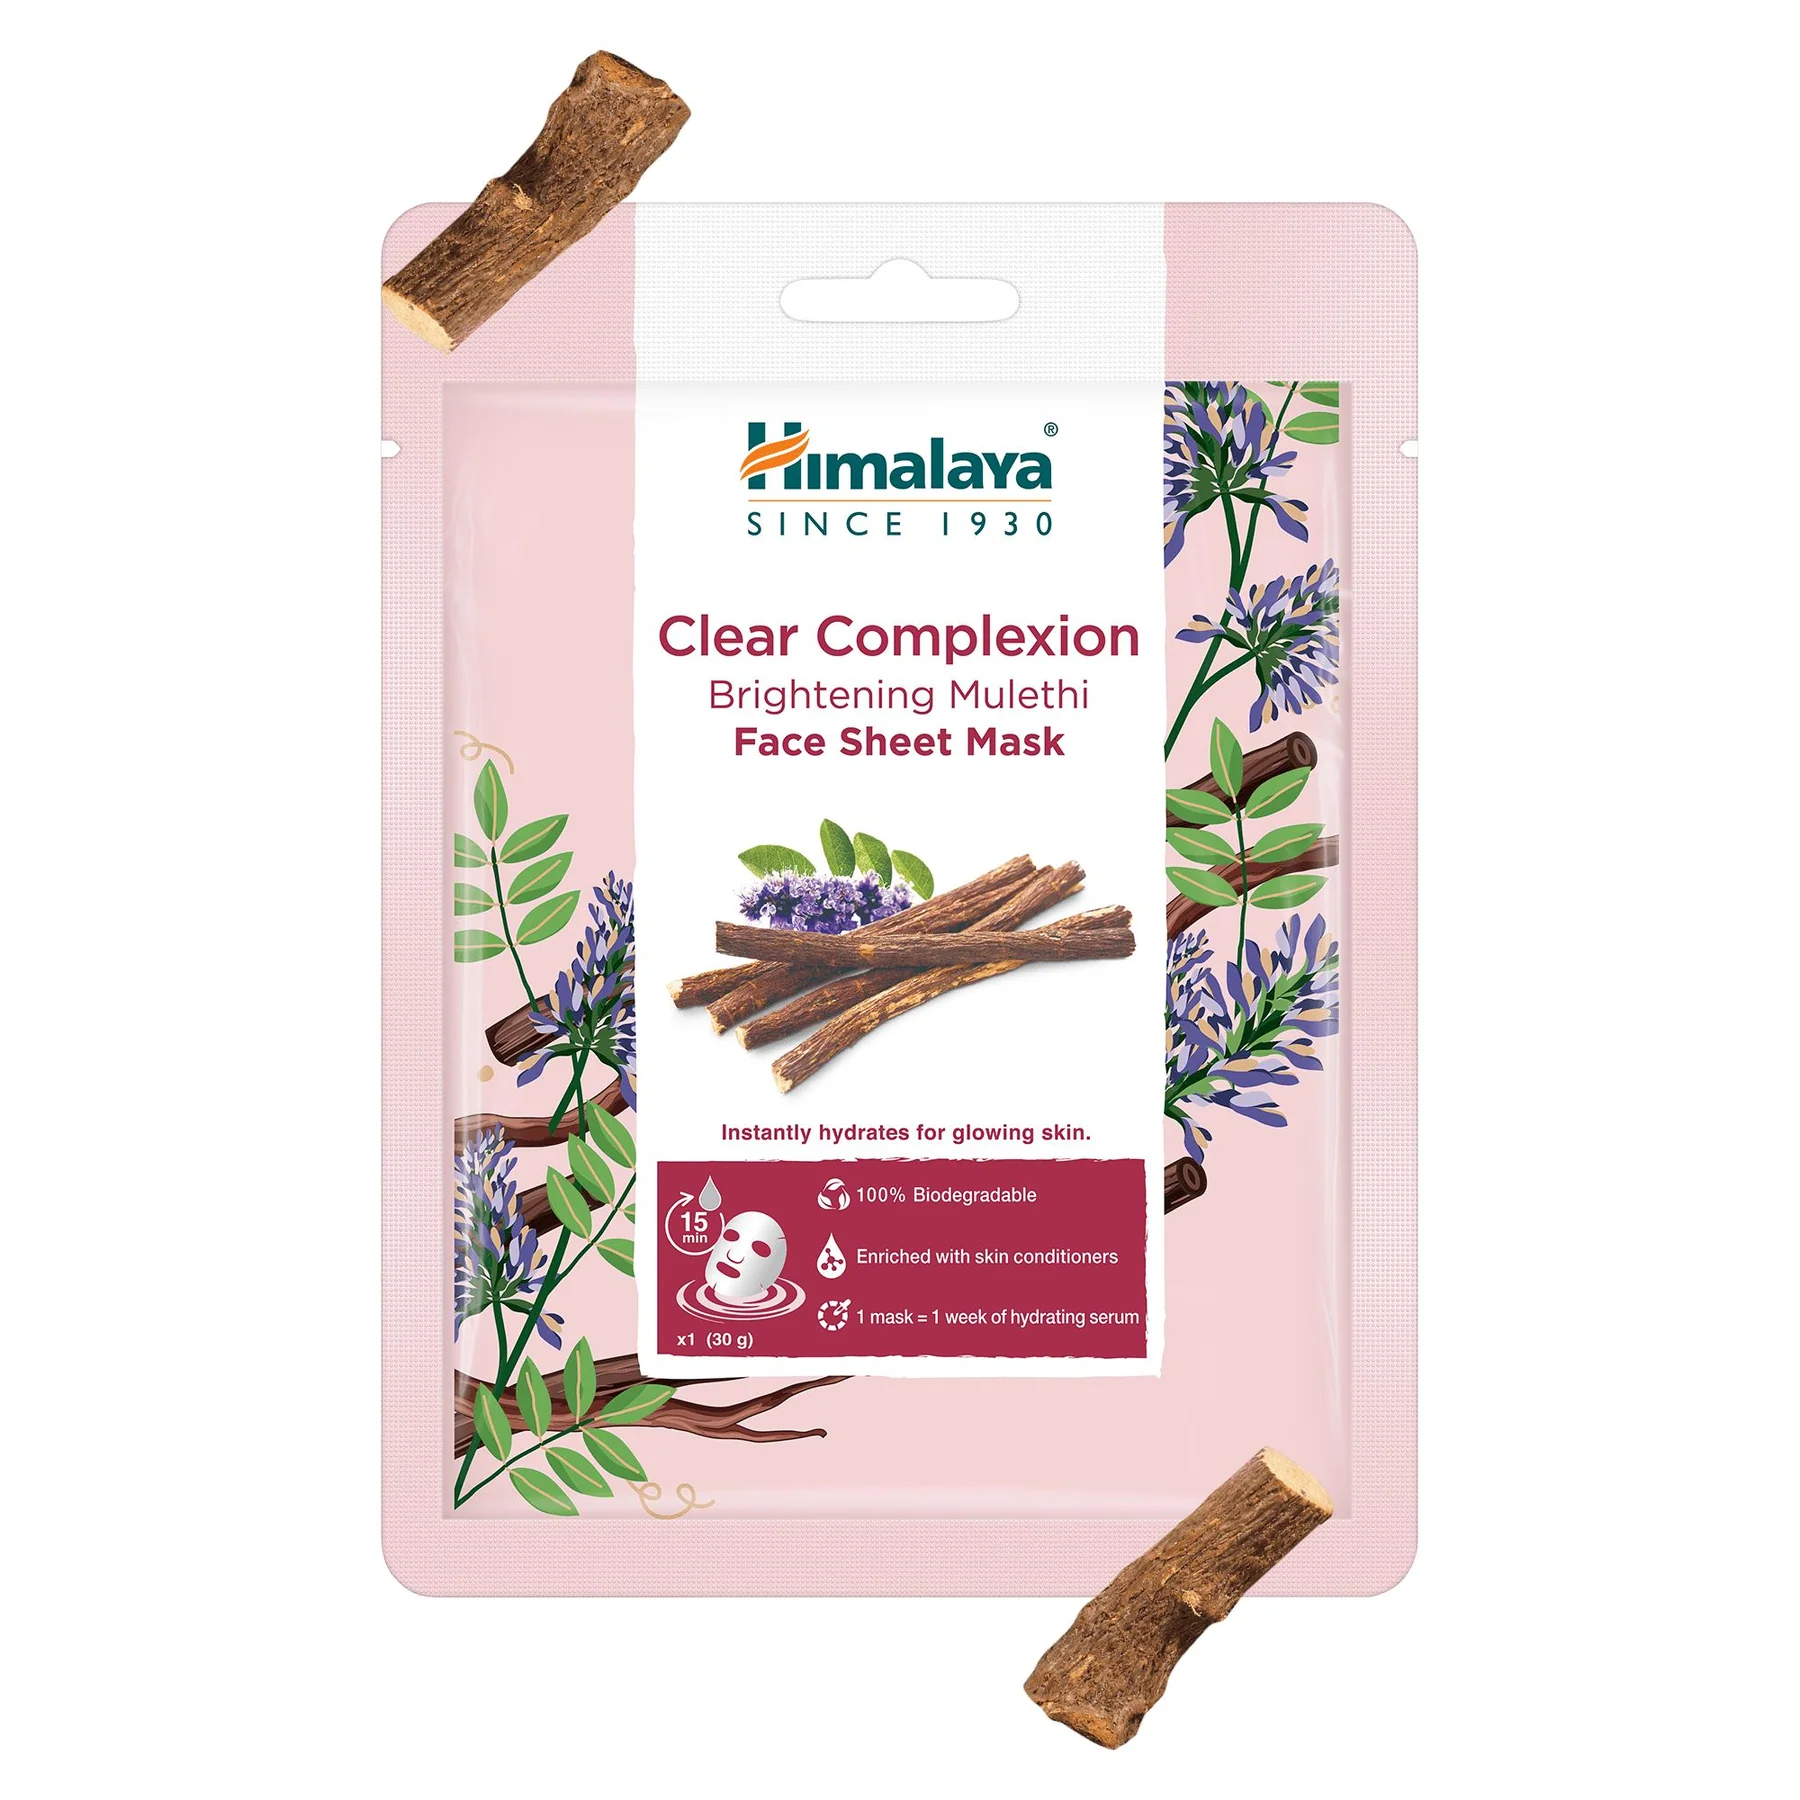 Himalaya®
SINCE 1930
Clear Complexion
Brightening Mulethi
Face Sheet Mask
Instantly hydrates for glowing skin.
15
min
x1 (30 g)
100% Biodegradable
Enriched with skin conditioners
1 mask = 1 week of hydrating serum